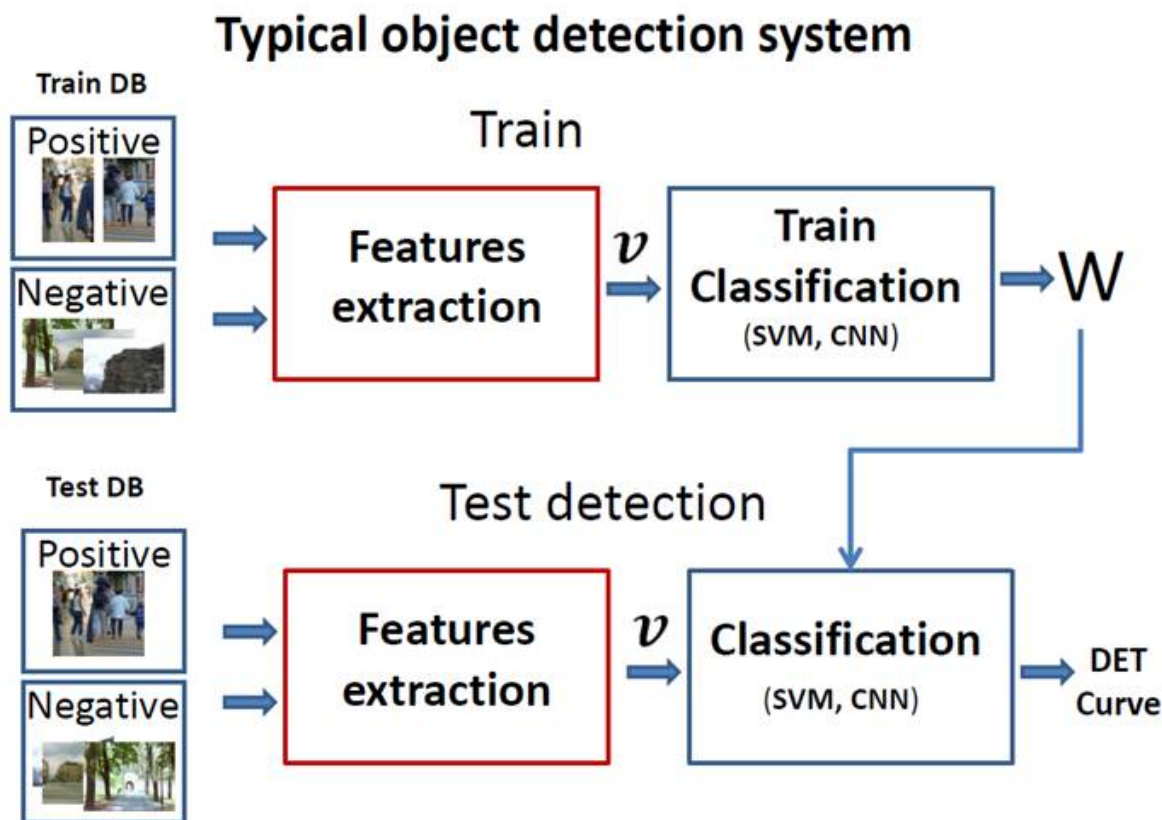 Typical object detection system
Train DB
Positive
Negative
Train
Features
extraction
v
Train
Classification
(SVM, CNN)
W
Test DB
Positive
Negative
Test detection
Features
extraction
v
Classification
(SVM, CNN)
DET
Curve